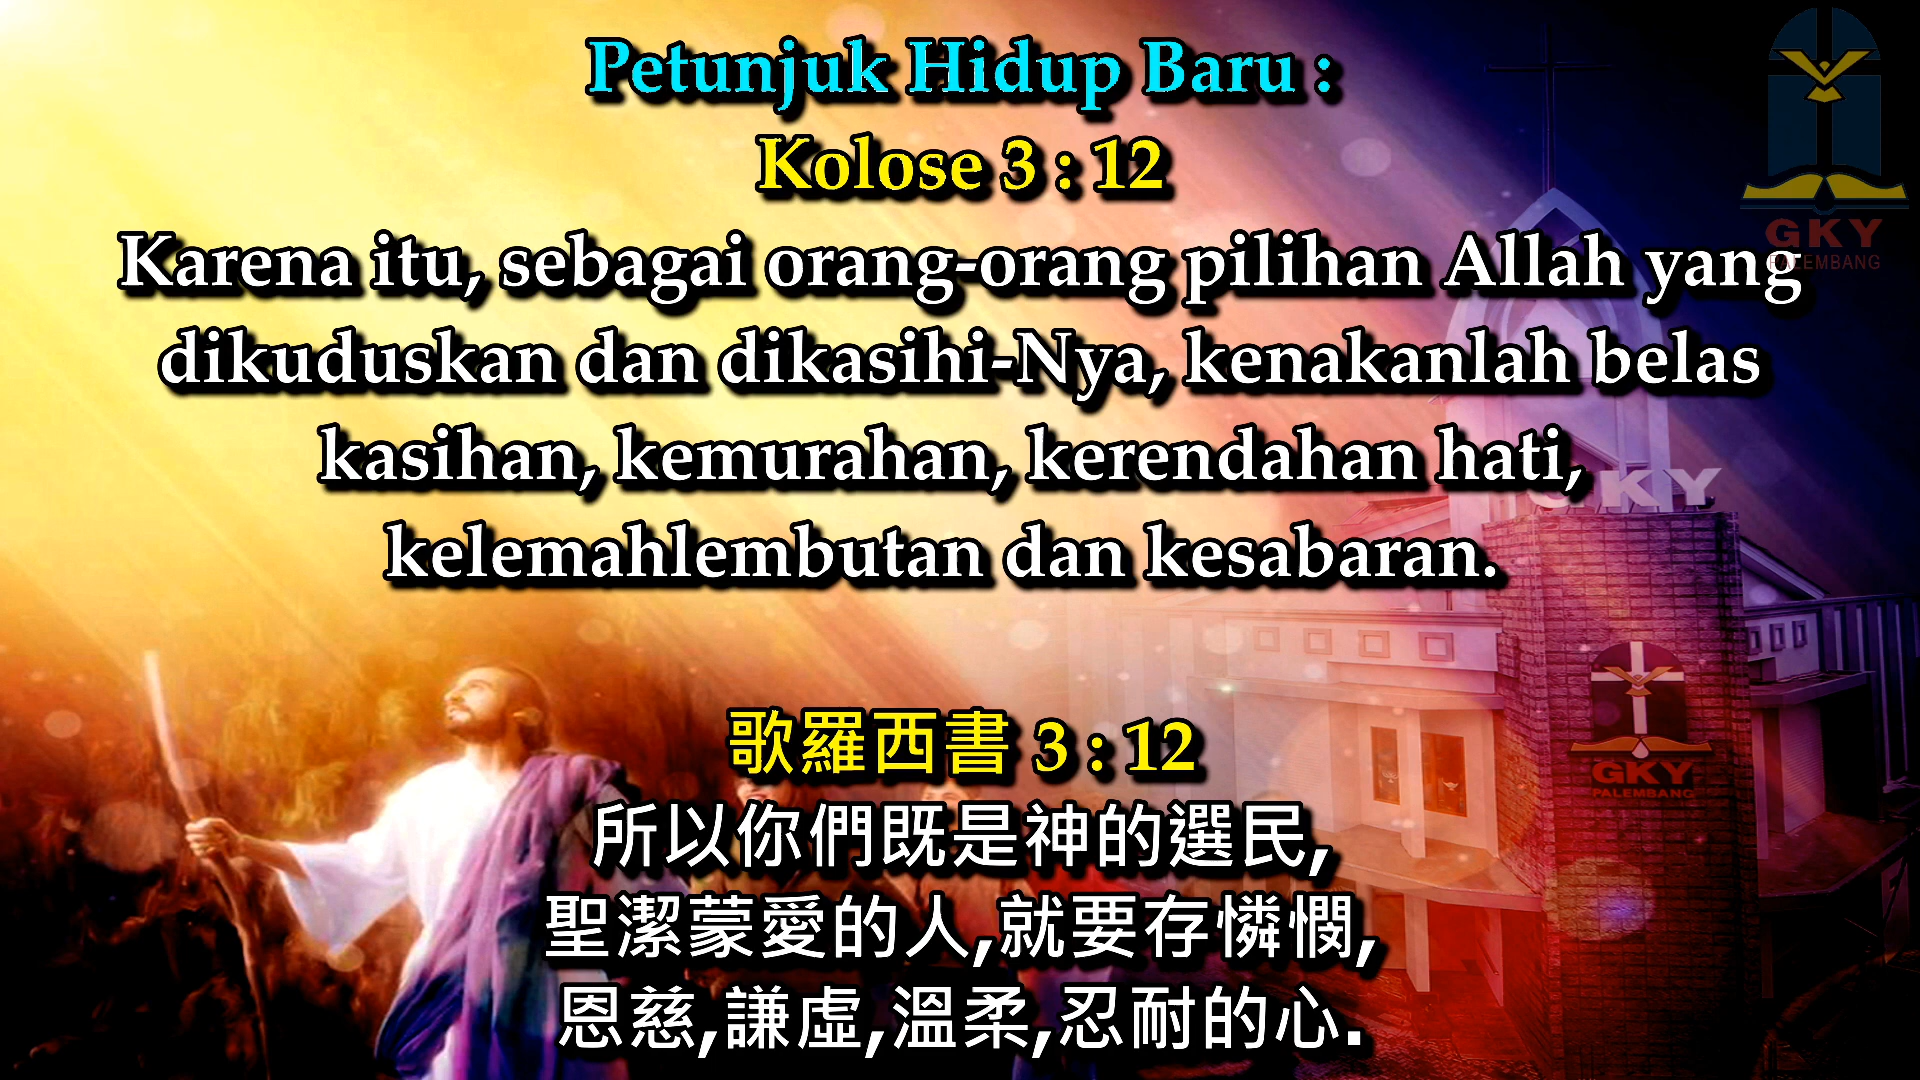 Petunjuk Hidup Baru :
Kolose 3 : 12
Karena itu, sebagai orang-orang pilihan Allah yang
dikuduskan dan dikasihi-Nya, kenakanlah belas
kasihan, kemurahan, kerendahan hati,
kelemahlembutan dan kesabaran.
歌羅西書 3 : 12
所以你們既是神的選民,
聖潔蒙愛的人,就要存憐憫,
恩慈,謙虛,溫柔,忍耐的心.
GKY
PALEMBANG
GKY
GKY
PALEMBANG